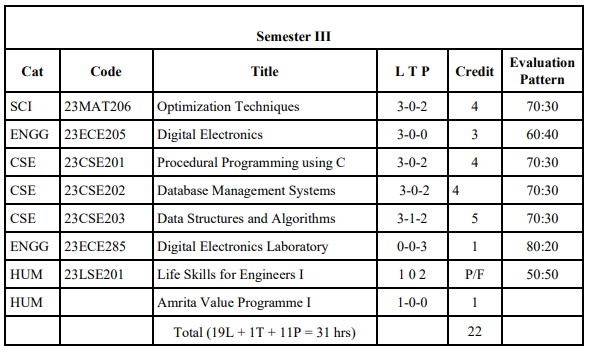 Semester III
Cat Code Title L T P Credit Evaluation Pattern
SCI 23MAT206 Optimization Techniques 3-0-2 4 70:30
ENGG 23ECE205 Digital Electronics 3-0-0 3 60:40
CSE 23CSE201 Procedural Programming using C 3-0-2 4 70:30
CSE 23CSE202 Database Management Systems 3-0-2 4 70:30
CSE 23CSE203 Data Structures and Algorithms 3-1-2 5 70:30
ENGG 23ECE285 Digital Electronics Laboratory 0-0-3 1 80:20
HUM 23LSE201 Life Skills for Engineers I 1 0 2 P/F 50:50
HUM Amrita Value Programme I 1-0-0 1
Total (19L + 1T + 11P = 31 hrs) 22